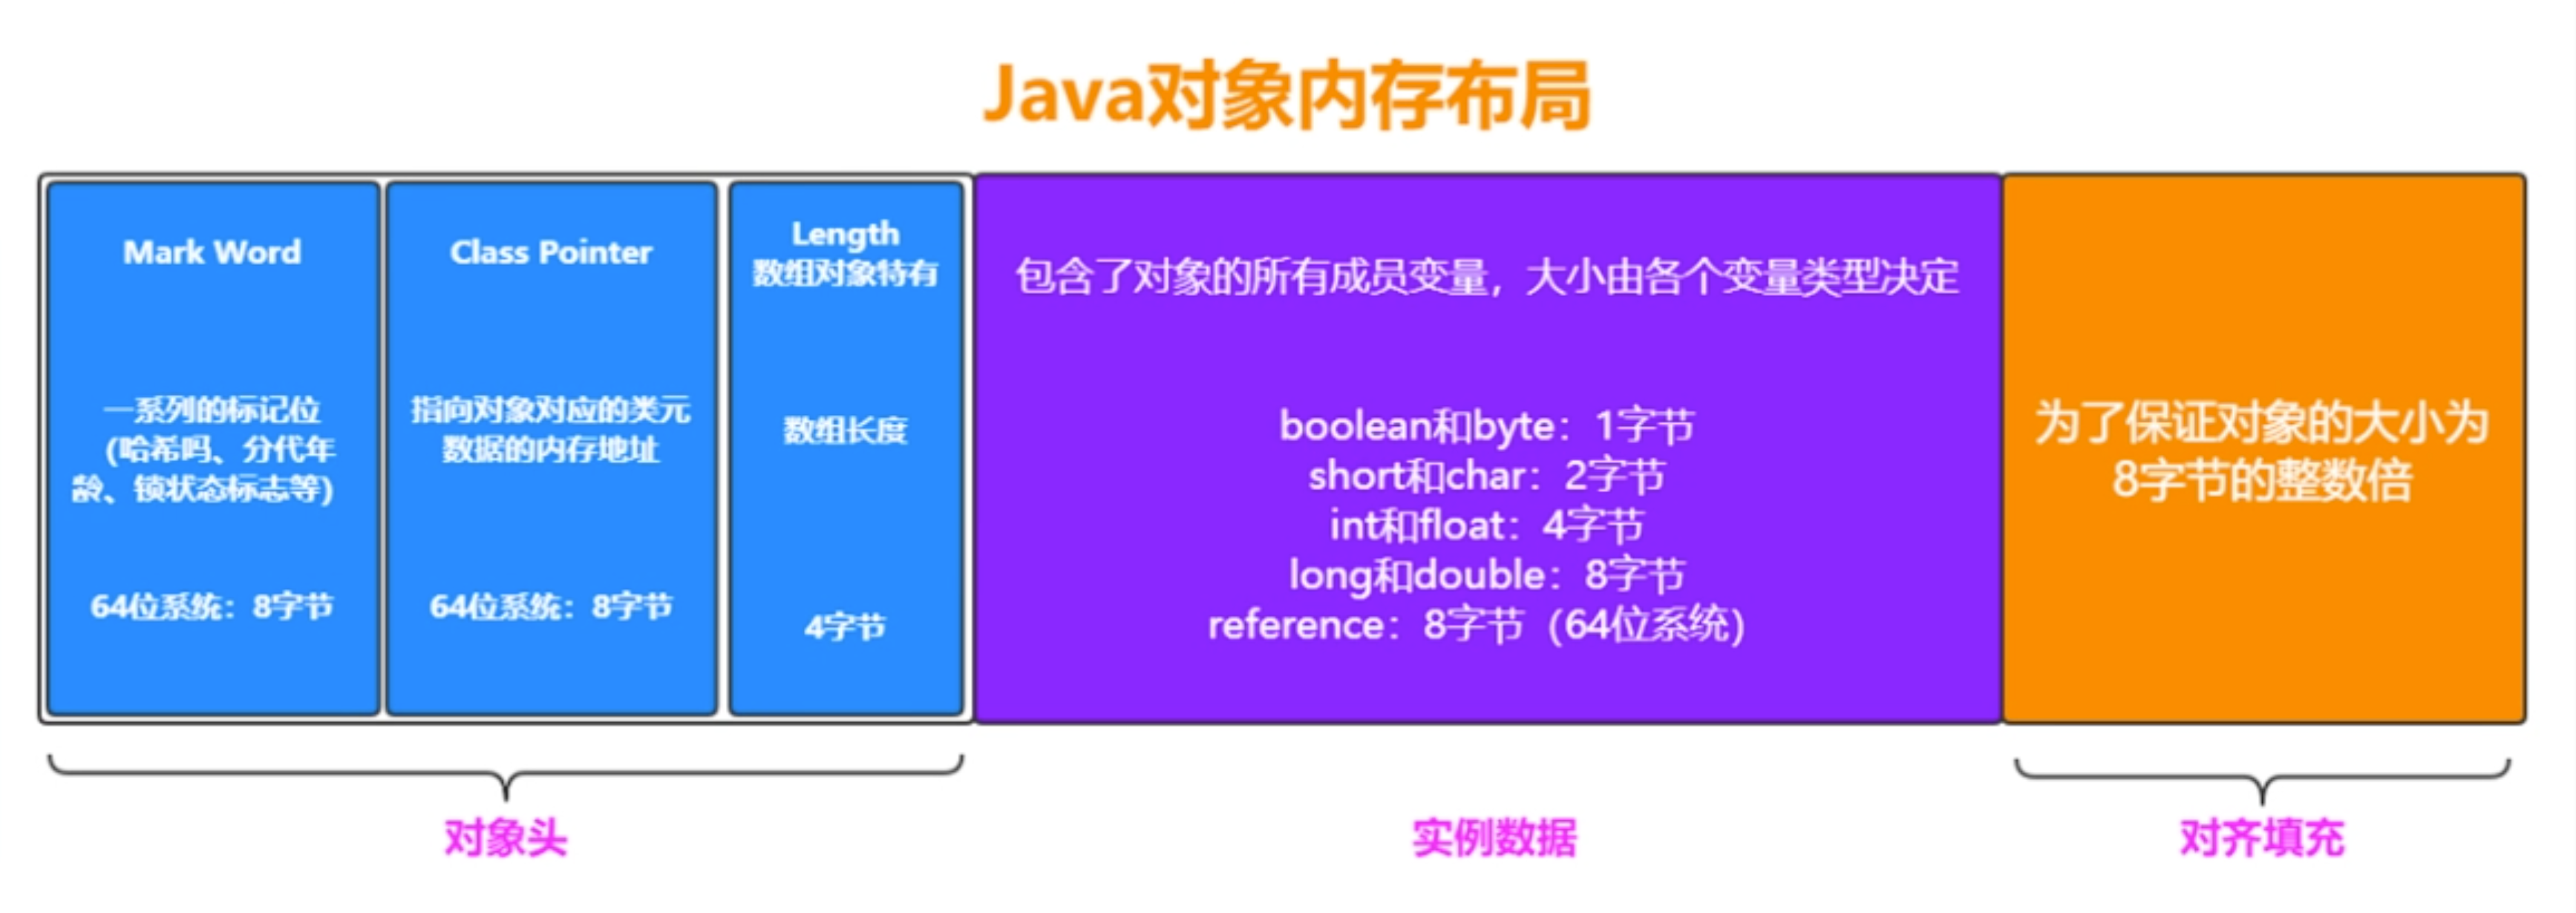 Java对象内存布局
Mark Word
一系列的标记位
(哈希吗、分代年
龄、锁状态标志等)
64位系统：8字节
Class Pointer
指向对象对应的类元
数据的内存地址
64位系统：8字节
Length
数组对象特有
数组长度
4字节
包含了对象的所有成员变量，大小由各个变量类型决定
boolean和byte：1字节
short和char：2字节
int和float：4字节
long和double：8字节
reference：8字节（64位系统）
为了保证对象的大小为
8字节的整数倍
对象头
实例数据
对齐填充